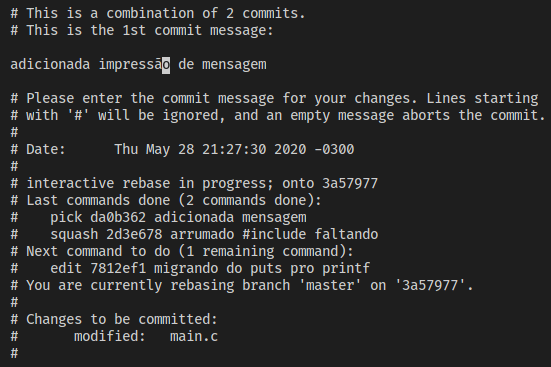 # This is a combination of 2 commits.
# This is the 1st commit message:
adicionada impressão de mensagem
# Please enter the commit message for your changes. Lines starting
# with '#' will be ignored, and an empty message aborts the commit.
#
# Date:      Thu May 28 21:27:30 2020 -0300
#
# interactive rebase in progress; onto 3a57977
# Last commands done (2 commands done):
#    pick da0b362 adicionada mensagem
#    squash 2d3e678 arrumado #include faltando
# Next command to do (1 remaining command):
#    edit 7812ef1 migrando do puts pro printf
# You are currently rebasing branch 'master' on '3a57977'.
#
# Changes to be committed:
#       modified:   main.c
#